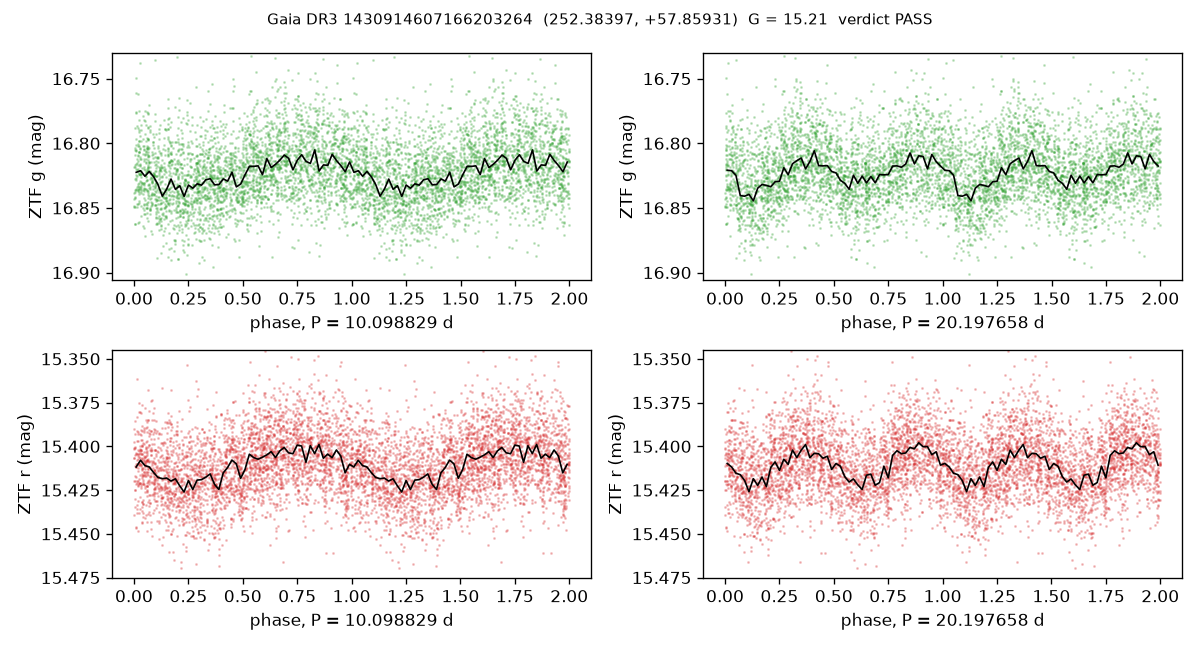 Gaia DR3 1430914607166203264  (252.38397, +57.85931)  G = 15.21  verdict PASS
ZTF g (mag)
16.75
16.80
16.85
16.90
0.00 0.25 0.50 0.75 1.00 1.25 1.50 1.75 2.00
phase, P = 10.098829 d
ZTF g (mag)
16.75
16.80
16.85
16.90
0.00 0.25 0.50 0.75 1.00 1.25 1.50 1.75 2.00
phase, P = 20.197658 d
ZTF r (mag)
15.350
15.375
15.400
15.425
15.450
15.475
0.00 0.25 0.50 0.75 1.00 1.25 1.50 1.75 2.00
phase, P = 10.098829 d
ZTF r (mag)
15.350
15.375
15.400
15.425
15.450
15.475
0.00 0.25 0.50 0.75 1.00 1.25 1.50 1.75 2.00
phase, P = 20.197658 d